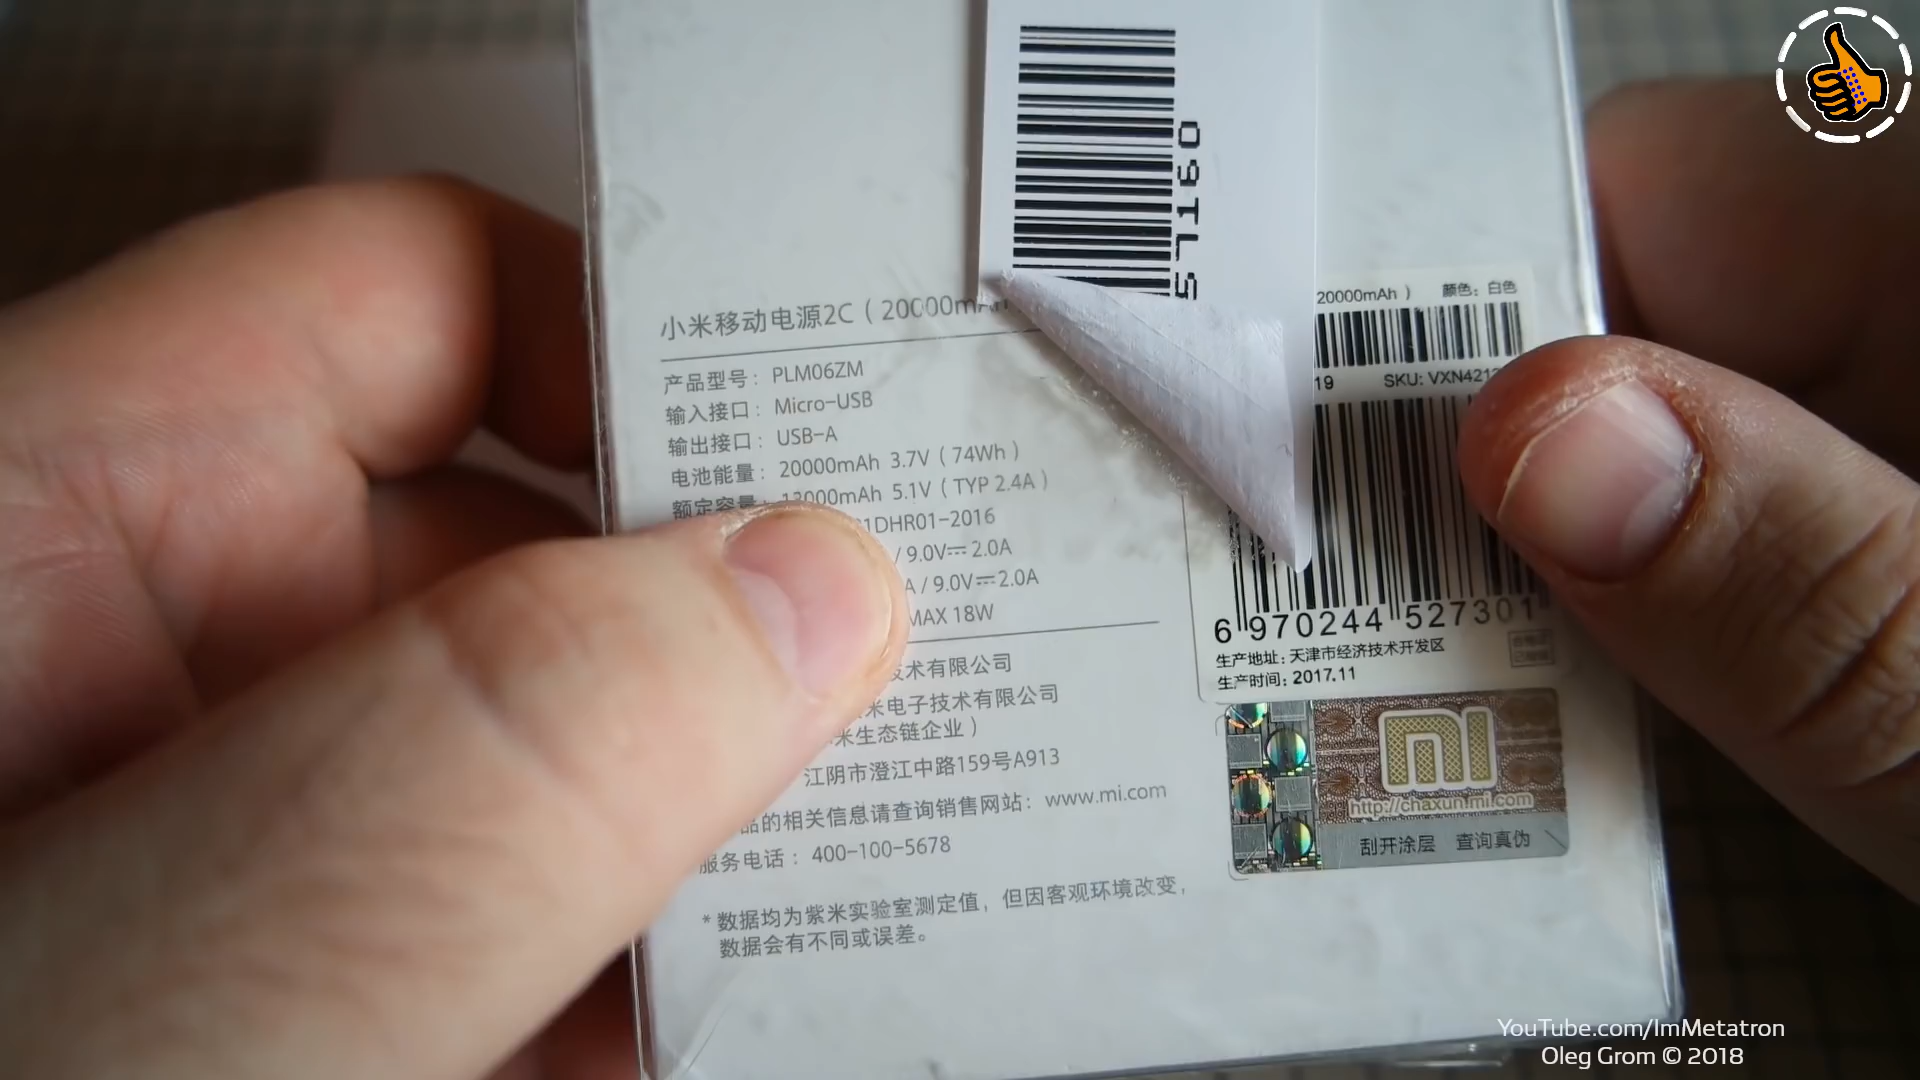 57160
小米移动电源2C ( 20000mAh
产品型号: PLM06ZM
输入接口: Micro-USB
输出接口: USB-A
电池能量: 20000mAh 3.7V ( 74Wh )
额定容量: 13000mAh 5.1V ( TYP 2.4A )
1DHR01-2016
/ 9.0V⎓2.0A
A / 9.0V⎓2.0A
MAX 18W
技术有限公司
米电子技术有限公司
米生态链企业 )
江阴市澄江中路159号A913
品的相关信息请查询销售网站: www.mi.com
服务电话: 400-100-5678
* 数据均为紫米实验室测定值, 但因客观环境改变,
数据会有不同或误差。
20000mAh ) 颜色: 白色
19 SKU: VXN421
6 970244 527301
生产地址: 天津市经济技术开发区
生产时间: 2017.11
mi
http://chaxun.mi.com
刮开涂层 查询真伪
YouTube.com/ImMetatron
Oleg Grom © 2018